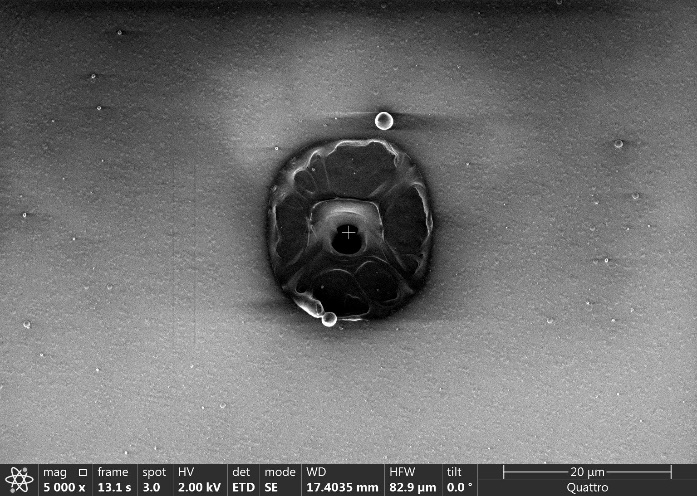 mag frame spot HV det mode WD HFW tilt 20 µm
5 000 x 13.1 s 3.0 2.00 kV ETD SE 17.4035 mm 82.9 µm 0.0 ° Quattro